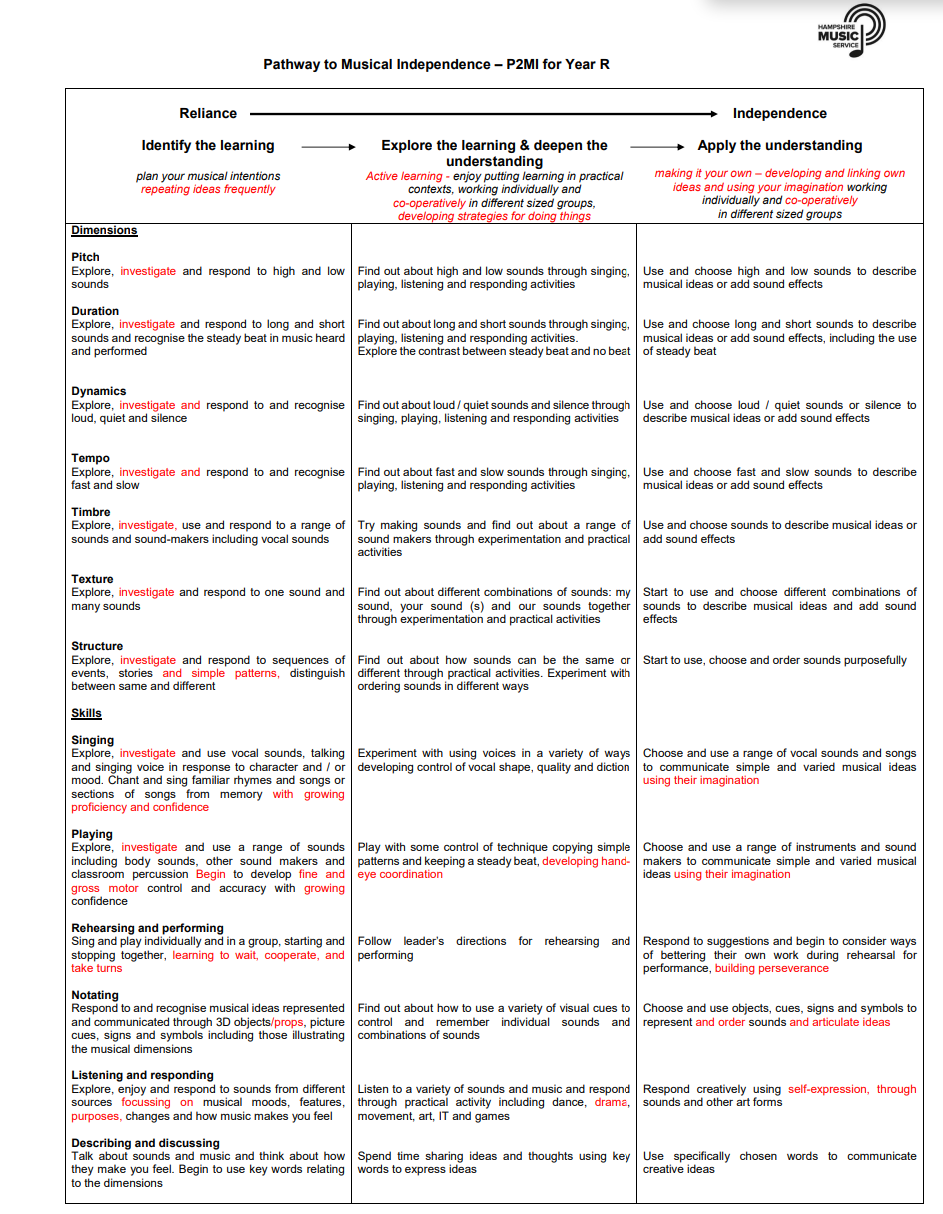 HAMPSHIRE
MUSIC
SERVICE
Pathway to Musical Independence – P2MI for Year R
Reliance
Independence
Identify the learning
plan your musical intentions
repeating ideas frequently
Explore the learning & deepen the
understanding
Active learning - enjoy putting learning in practical
contexts, working individually and
co-operatively in different sized groups,
developing strategies for doing things
Apply the understanding
making it your own – developing and linking own
ideas and using your imagination working
individually and co-operatively
in different sized groups
Dimensions
Pitch
Explore, investigate and respond to high and low
sounds
Find out about high and low sounds through singing,
playing, listening and responding activities
Use and choose high and low sounds to describe
musical ideas or add sound effects
Duration
Explore, investigate and respond to long and short
sounds and recognise the steady beat in music heard
and performed
Find out about long and short sounds through singing,
playing, listening and responding activities.
Explore the contrast between steady beat and no beat
Use and choose long and short sounds to describe
musical ideas or add sound effects, including the use
of steady beat
Dynamics
Explore, investigate and respond to and recognise
loud, quiet and silence
Find out about loud / quiet sounds and silence through
singing, playing, listening and responding activities
Use and choose loud / quiet sounds or silence to
describe musical ideas or add sound effects
Tempo
Explore, investigate and respond to and recognise
fast and slow
Find out about fast and slow sounds through singing,
playing, listening and responding activities
Use and choose fast and slow sounds to describe
musical ideas or add sound effects
Timbre
Explore, investigate, use and respond to a range of
sounds and sound-makers including vocal sounds
Try making sounds and find out about a range of
sound makers through experimentation and practical
activities
Use and choose sounds to describe musical ideas or
add sound effects
Texture
Explore, investigate and respond to one sound and
many sounds
Find out about different combinations of sounds: my
sound, your sound (s) and our sounds together
through experimentation and practical activities
Start to use and choose different combinations of
sounds to describe musical ideas and add sound
effects
Structure
Explore, investigate and respond to sequences of
events, stories and simple patterns, distinguish
between same and different
Find out about how sounds can be the same or
different through practical activities. Experiment with
ordering sounds in different ways
Start to use, choose and order sounds purposefully
Skills
Singing
Explore, investigate and use vocal sounds, talking
and singing voice in response to character and / or
mood. Chant and sing familiar rhymes and songs or
sections of songs from memory with growing
proficiency and confidence
Experiment with using voices in a variety of ways
developing control of vocal shape, quality and diction
Choose and use a range of vocal sounds and songs
to communicate simple and varied musical ideas
using their imagination
Playing
Explore, investigate and use a range of sounds
including body sounds, other sound makers and
classroom percussion Begin to develop fine and
gross motor control and accuracy with growing
confidence
Play with some control of technique copying simple
patterns and keeping a steady beat, developing hand-
eye coordination
Choose and use a range of instruments and sound
makers to communicate simple and varied musical
ideas using their imagination
Rehearsing and performing
Sing and play individually and in a group, starting and
stopping together, learning to wait, cooperate, and
take turns
Follow leader's directions for rehearsing and
performing
Respond to suggestions and begin to consider ways
of bettering their own work during rehearsal for
performance, building perseverance
Notating
Respond to and recognise musical ideas represented
and communicated through 3D objects/props, picture
cues, signs and symbols including those illustrating
the musical dimensions
Find out about how to use a variety of visual cues to
control and remember individual sounds and
combinations of sounds
Choose and use objects, cues, signs and symbols to
represent and order sounds and articulate ideas
Listening and responding
Explore, enjoy and respond to sounds from different
sources focussing on musical moods, features,
purposes, changes and how music makes you feel
Listen to a variety of sounds and music and respond
through practical activity including dance, drama,
movement, art, IT and games
Respond creatively using self-expression, through
sounds and other art forms
Describing and discussing
Talk about sounds and music and think about how
they make you feel. Begin to use key words relating
to the dimensions
Spend time sharing ideas and thoughts using key
words to express ideas
Use specifically chosen words to communicate
creative ideas